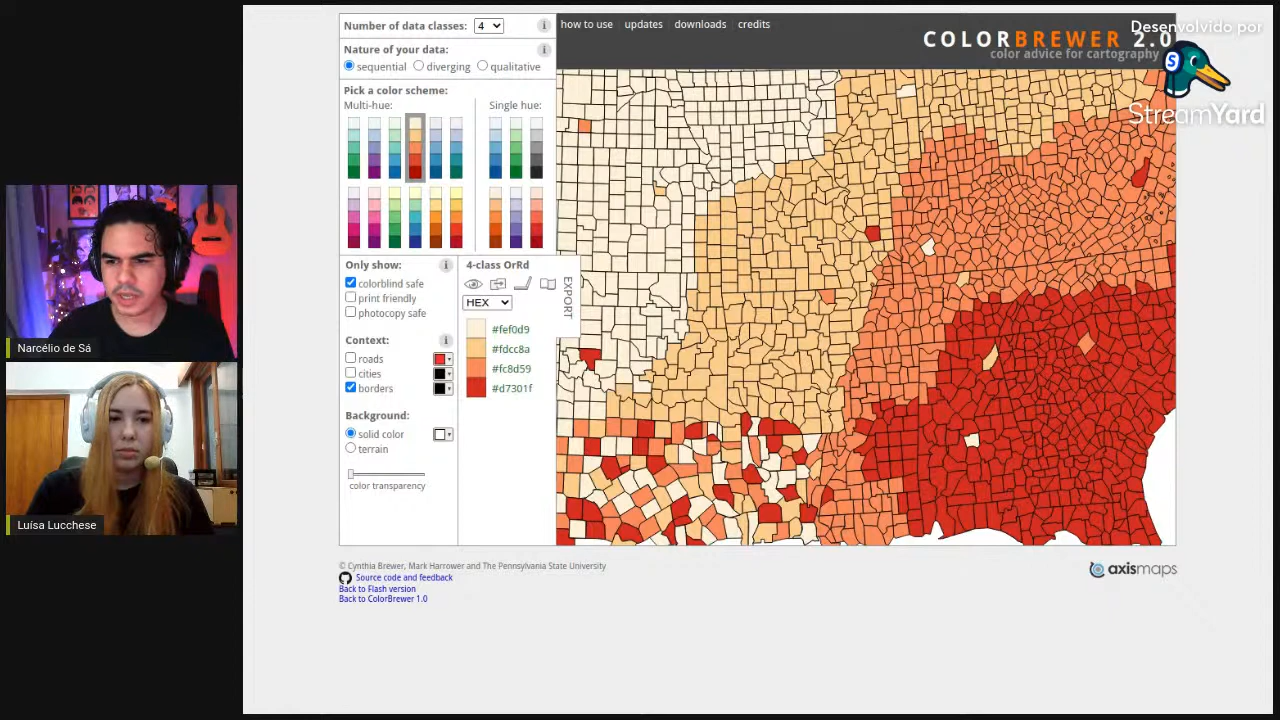 Number of data classes: 4 i
how to use updates downloads credits
Desenvolvido por
COLORBREWER 2.0
color advice for cartography
StreamYard
Nature of your data: i
sequential diverging qualitative
Pick a color scheme:
Multi-hue: Single hue:
Only show: i
colorblind safe
print friendly
photocopy safe
Context: i
roads
cities
borders
Background:
solid color
terrain
color transparency
4-class OrRd
HEX
EXPORT
#fef0d9
#fdcc8a
#fc8d59
#d7301f
© Cynthia Brewer, Mark Harrower and The Pennsylvania State University
Source code and feedback
Back to Flash version
Back to ColorBrewer 1.0
axismaps
Narcélio de Sá
Luísa Lucchese